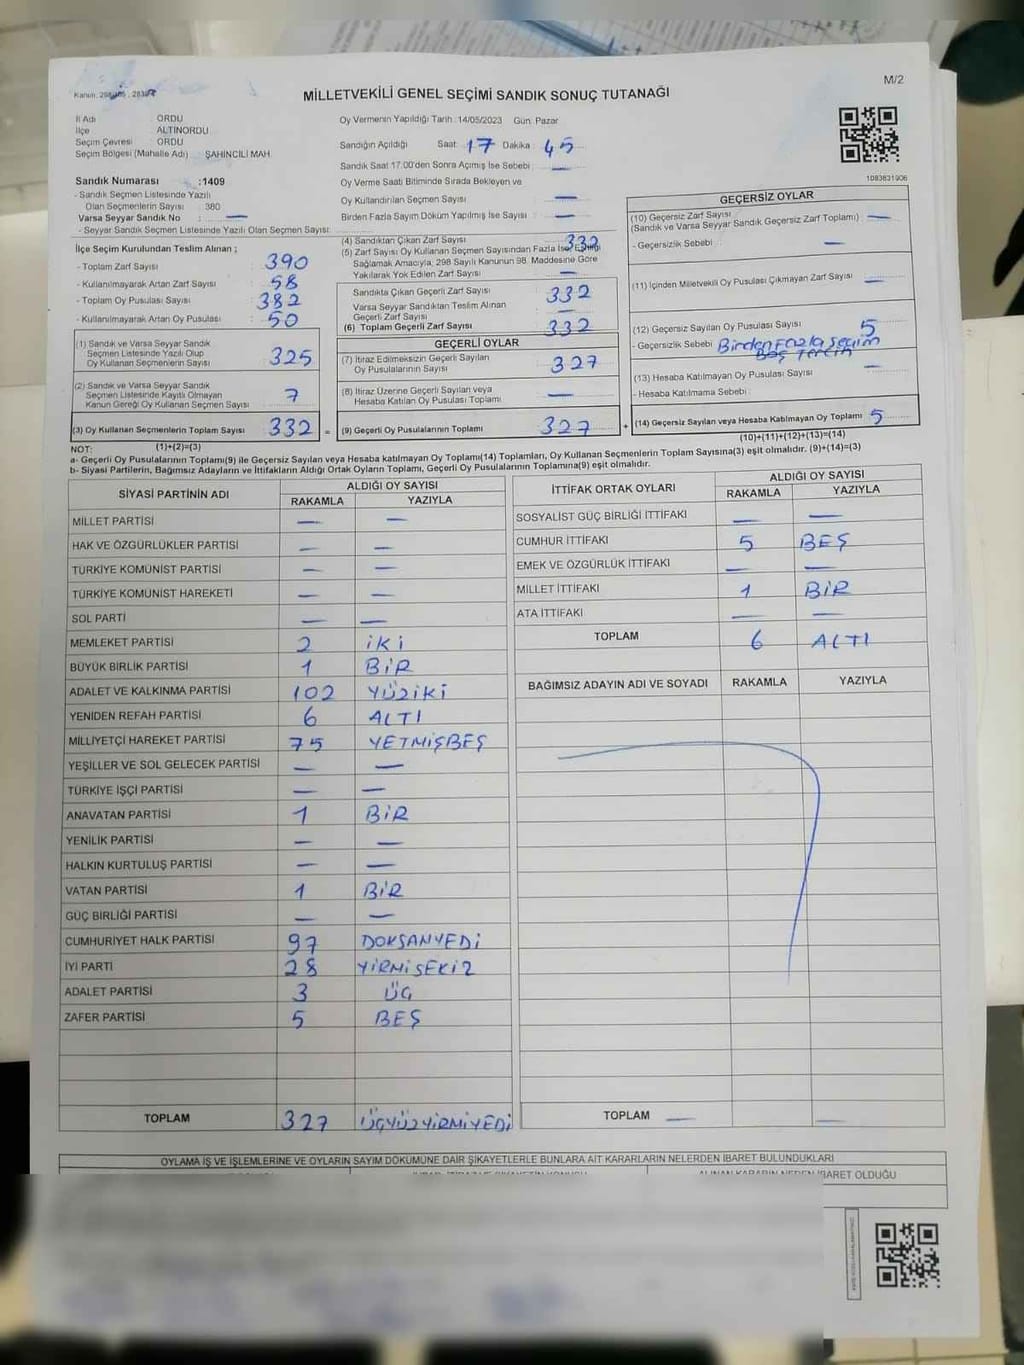 M/2
MİLLETVEKİLİ GENEL SEÇİMİ SANDIK SONUÇ TUTANAĞI
İl Adı ORDU
İlçe ALTINORDU
Seçim Çevresi ORDU
Seçim Bölgesi (Mahalle Adı) ŞAHİNCİLİ MAH.
Sandık Numarası :1409
- Sandık Seçmen Listesinde Yazılı
Olan Seçmenlerin Sayısı : 380
Varsa Seyyar Sandık No : —
- Seyyar Sandık Seçmen Listesinde Yazılı Olan Seçmen Sayısı:
Oy Vermenin Yapıldığı Tarih :14/05/2023 Gün: Pazar
Sandığın Açıldığı Saat: 17 Dakika: 45
Sandık Saat 17.00'den Sonra Açılmış İse Sebebi : —
Oy Verme Saati Bitiminde Sırada Bekleyen ve
Oy Kullandırılan Seçmen Sayısı : —
Birden Fazla Sayım Döküm Yapılmış İse Sayısı : —
1083631906
İlçe Seçim Kurulundan Teslim Alınan ;
- Toplam Zarf Sayısı : 390
- Kullanılmayarak Artan Zarf Sayısı : 58
- Toplam Oy Pusulası Sayısı : 382
- Kullanılmayarak Artan Oy Pusulası : 50
(1) Sandık ve Varsa Seyyar Sandık
Seçmen Listesinde Yazılı Olup
Oy Kullanan Seçmenlerin Sayısı : 325
(2) Sandık ve Varsa Seyyar Sandık
Seçmen Listesinde Kayıtlı Olmayan
Kanun Gereği Oy Kullanan Seçmen Sayısı : 7
(3) Oy Kullanan Seçmenlerin Toplam Sayısı : 332
(1)+(2)=(3)
(4) Sandıktan Çıkan Zarf Sayısı : 332
(5) Zarf Sayısı Oy Kullanan Seçmen Sayısından Fazla İse, Eşitliği
Sağlamak Amacıyla, 298 Sayılı Kanunun 98. Maddesine Göre
Yakılarak Yok Edilen Zarf Sayısı : —
Sandıkta Çıkan Geçerli Zarf Sayısı : 332
Varsa Seyyar Sandıktan Teslim Alınan
Geçerli Zarf Sayısı : —
(6) Toplam Geçerli Zarf Sayısı : 332
GEÇERLİ OYLAR
(7) İtiraz Edilmeksizin Geçerli Sayılan
Oy Pusulalarının Sayısı : 327
(8) İtiraz Üzerine Geçerli Sayılan veya
Hesaba Katılan Oy Pusulası Toplamı : —
= (9) Geçerli Oy Pusulalarının Toplamı : 327
GEÇERSİZ OYLAR
(10) Geçersiz Zarf Sayısı : —
(Sandık ve Varsa Seyyar Sandık Geçersiz Zarf Toplamı)
- Geçersizlik Sebebi : —
(11) İçinden Milletvekili Oy Pusulası Çıkmayan Zarf Sayısı : —
(12) Geçersiz Sayılan Oy Pusulası Sayısı : 5
- Geçersizlik Sebebi : Birden Fazla Seçim
Boş Tercih
(13) Hesaba Katılmayan Oy Pusulası Sayısı : —
- Hesaba Katılmama Sebebi :
+ (14) Geçersiz Sayılan veya Hesaba Katılmayan Oy Toplamı : 5
(10)+(11)+(12)+(13)=(14)
NOT:
a- Geçerli Oy Pusulalarının Toplamı(9) ile Geçersiz Sayılan veya Hesaba katılmayan Oy Toplamı(14) Toplamları, Oy Kullanan Seçmenlerin Toplam Sayısına(3) eşit olmalıdır. (9)+(14)=(3)
b- Siyasi Partilerin, Bağımsız Adayların ve İttifakların Aldığı Ortak Oyların Toplamı, Geçerli Oy Pusulalarının Toplamına(9) eşit olmalıdır.
SİYASİ PARTİNİN ADI ALDIĞI OY SAYISI
RAKAMLA YAZIYLA
MİLLET PARTİSİ — —
HAK VE ÖZGÜRLÜKLER PARTİSİ — —
TÜRKİYE KOMÜNİST PARTİSİ — —
TÜRKİYE KOMÜNİST HAREKETİ — —
SOL PARTİ — —
MEMLEKET PARTİSİ 2 İKİ
BÜYÜK BİRLİK PARTİSİ 1 BİR
ADALET VE KALKINMA PARTİSİ 102 YÜZİKİ
YENİDEN REFAH PARTİSİ 6 ALTI
MİLLİYETÇİ HAREKET PARTİSİ 75 YETMİŞBEŞ
YEŞİLLER VE SOL GELECEK PARTİSİ — —
TÜRKİYE İŞÇİ PARTİSİ — —
ANAVATAN PARTİSİ 1 BİR
YENİLİK PARTİSİ — —
HALKIN KURTULUŞ PARTİSİ — —
VATAN PARTİSİ 1 BİR
GÜÇ BİRLİĞİ PARTİSİ — —
CUMHURİYET HALK PARTİSİ 97 DOKSANYEDİ
İYİ PARTİ 28 YİRMİSEKİZ
ADALET PARTİSİ 3 ÜÇ
ZAFER PARTİSİ 5 BEŞ
TOPLAM 327 ÜÇYÜZYİRMİYEDİ
İTTİFAK ORTAK OYLARI ALDIĞI OY SAYISI
RAKAMLA YAZIYLA
SOSYALİST GÜÇ BİRLİĞİ İTTİFAKI — —
CUMHUR İTTİFAKI 5 BEŞ
EMEK VE ÖZGÜRLÜK İTTİFAKI — —
MİLLET İTTİFAKI 1 BİR
ATA İTTİFAKI — —
TOPLAM 6 ALTI
BAĞIMSIZ ADAYIN ADI VE SOYADI RAKAMLA YAZIYLA
TOPLAM — —
OYLAMA İŞ VE İŞLEMLERİNE VE OYLARIN SAYIM DÖKÜMÜNE DAİR ŞİKAYETLERLE BUNLARA AİT KARARLARIN NELERDEN İBARET BULUNDUKLARI
ALINAN KARARIN NEDEN İBARET OLDUĞU